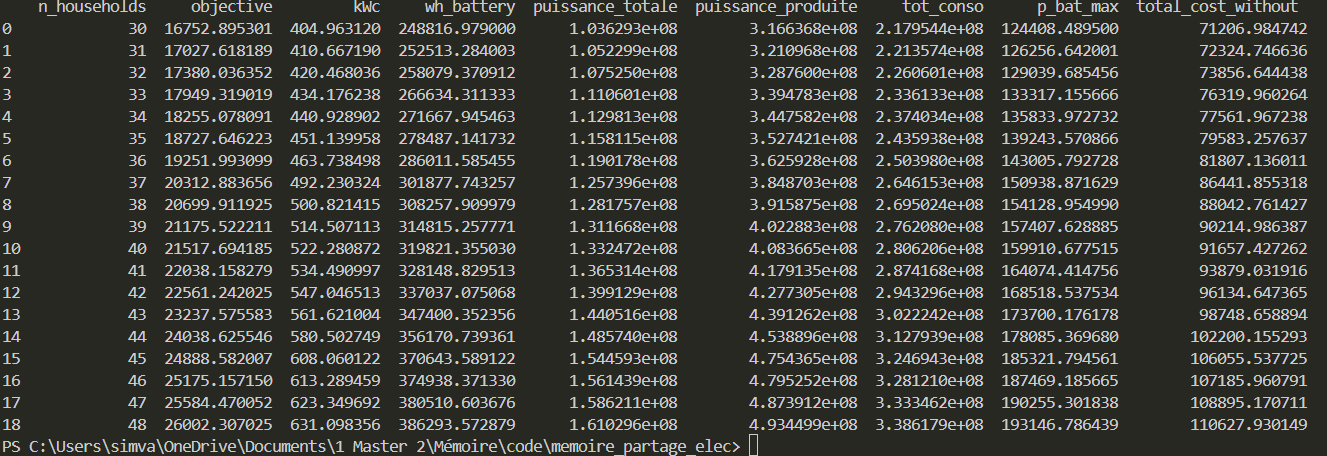 n_households objective kWc wh_battery puissance_totale puissance_produite tot_conso p_bat_max total_cost_without
0 30 16752.895301 404.963120 248816.979000 1.036293e+08 3.166368e+08 2.179544e+08 124408.489500 71206.984742
1 31 17027.618189 410.667190 252513.284003 1.052299e+08 3.210968e+08 2.213574e+08 126256.642001 72324.746636
2 32 17380.036352 420.468036 258079.370912 1.075250e+08 3.287600e+08 2.260601e+08 129039.685456 73856.644438
3 33 17949.319019 434.176238 266634.311333 1.110601e+08 3.394783e+08 2.336133e+08 133317.155666 76319.960264
4 34 18255.078091 440.928902 271667.945463 1.129813e+08 3.447582e+08 2.374034e+08 135833.972732 77561.967238
5 35 18727.646223 451.139958 278487.141732 1.158115e+08 3.527421e+08 2.435938e+08 139243.570866 79583.257637
6 36 19251.993099 463.738498 286011.585455 1.190178e+08 3.625928e+08 2.503980e+08 143005.792728 81807.136011
7 37 20312.883656 492.230324 301877.743257 1.257396e+08 3.848703e+08 2.646153e+08 150938.871629 86441.855318
8 38 20699.911925 500.821415 308257.909979 1.281757e+08 3.915875e+08 2.695024e+08 154128.954990 88042.761427
9 39 21175.522211 514.507113 314815.257771 1.311668e+08 4.022883e+08 2.762080e+08 157407.628885 90214.986387
10 40 21517.694185 522.280872 319821.355030 1.332472e+08 4.083665e+08 2.806206e+08 159910.677515 91657.427262
11 41 22038.158279 534.490997 328148.829513 1.365314e+08 4.179135e+08 2.874168e+08 164074.414756 93879.031916
12 42 22561.242025 547.046513 337037.075068 1.399129e+08 4.277305e+08 2.943296e+08 168518.537534 96134.647365
13 43 23237.575583 561.621004 347400.352356 1.440516e+08 4.391262e+08 3.022242e+08 173700.176178 98748.658894
14 44 24038.625546 580.502749 356170.739361 1.485740e+08 4.538896e+08 3.127939e+08 178085.369680 102200.155293
15 45 24888.582007 608.060122 370643.589122 1.544593e+08 4.754365e+08 3.246943e+08 185321.794561 106055.537725
16 46 25175.157150 613.289459 374938.371330 1.561439e+08 4.795252e+08 3.281210e+08 187469.185665 107185.960791
17 47 25584.470052 623.349692 380510.603676 1.586211e+08 4.873912e+08 3.333462e+08 190255.301838 108895.170711
18 48 26002.307025 631.098356 386293.572879 1.610296e+08 4.934499e+08 3.386179e+08 193146.786439 110627.930149
PS C:\Users\simva\OneDrive\Documents\1 Master 2\Mémoire\code\memoire_partage_elec>